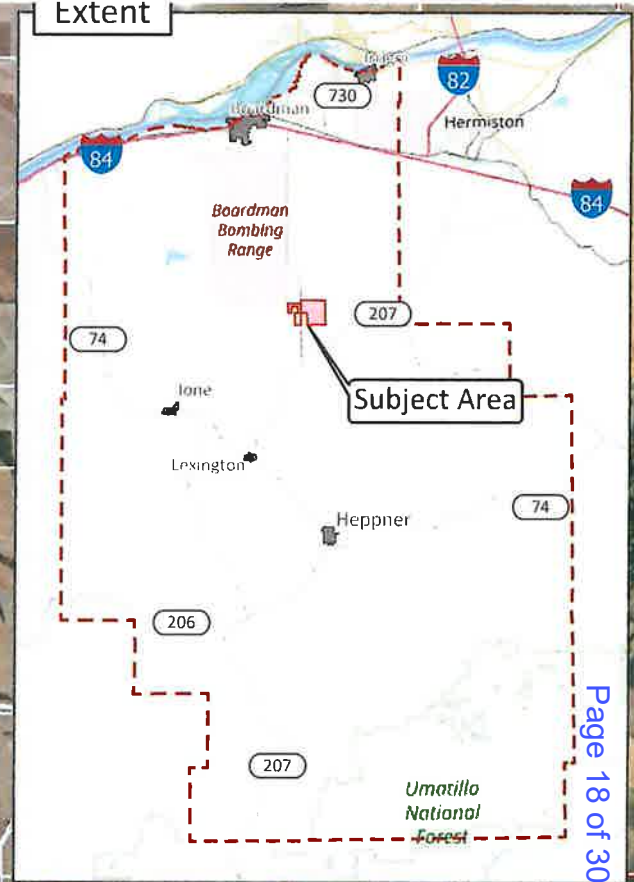 Extent
82
730
Boardman
Hermiston
84
84
Boardman
Bombing
Range
207
74
Subject Area
Ione
Lexington
74
Heppner
206
207
Umatilla
National
Forest
Page 18 of 30